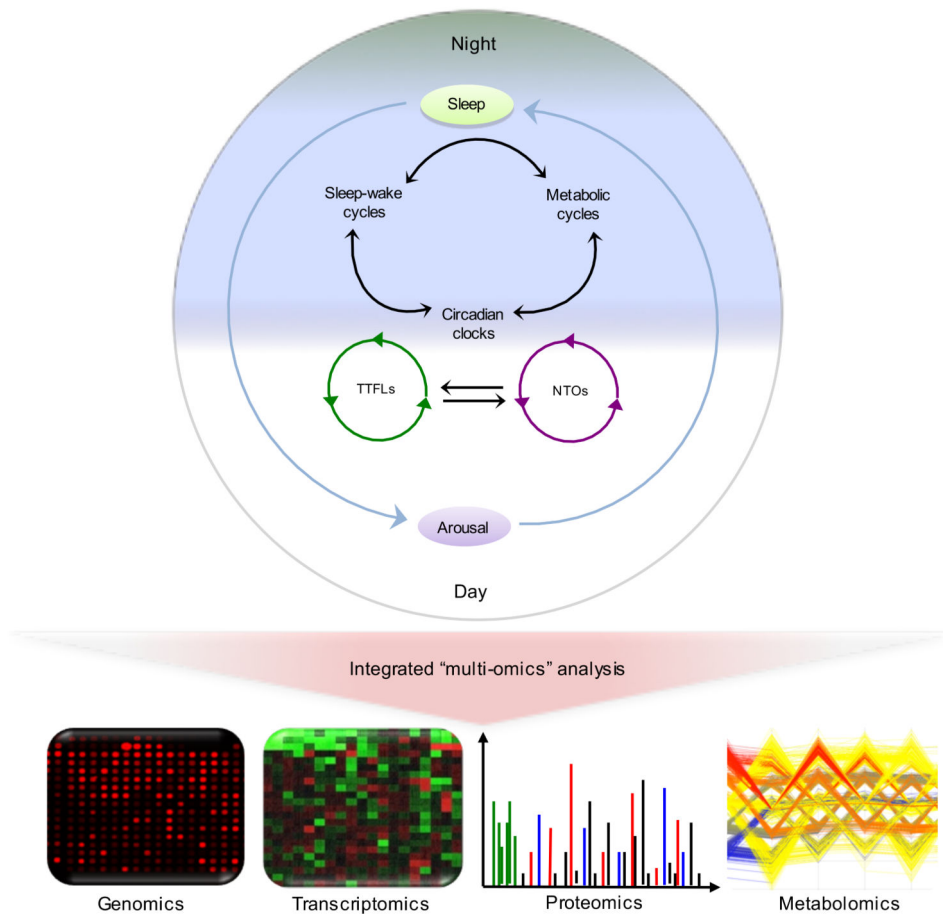 Night
Sleep
Sleep-wake
cycles
Metabolic
cycles
Circadian
clocks
TTFLs
NTOs
Arousal
Day
Integrated “multi-omics” analysis
Genomics
Transcriptomics
Proteomics
Metabolomics